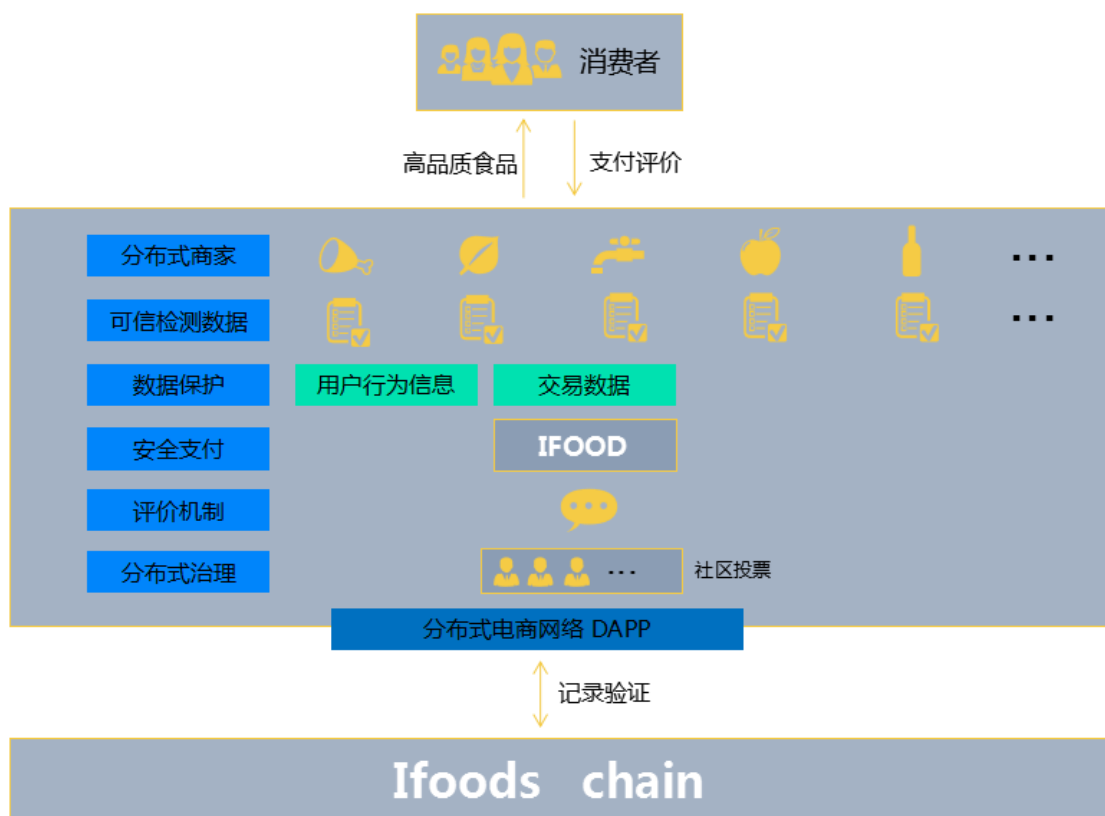 消费者
高品质食品
支付评价
分布式商家
...
可信检测数据
...
数据保护
用户行为信息
交易数据
安全支付
IFOOD
评价机制
分布式治理
...
社区投票
分布式电商网络 DAPP
记录验证
Ifoods chain